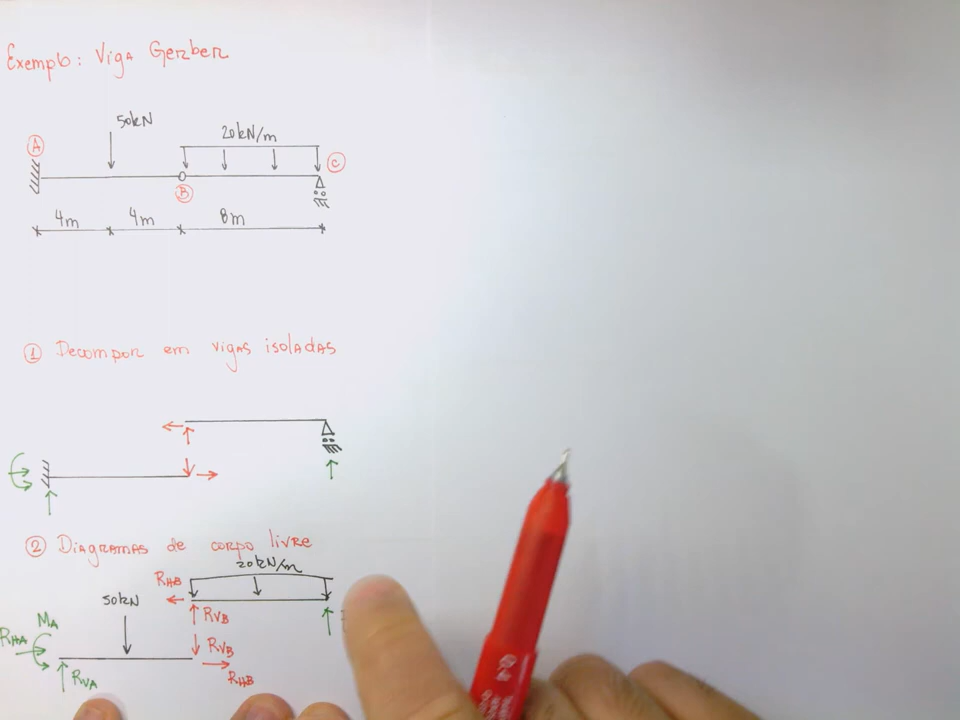 Exemplo: Viga Gerber
50kN
20kN/m
A
C
B
4m 4m 8m
1 Decompor em vigas isoladas
2 Diagramas de corpo livre
20kN/m
RHB
50kN
RVB
MA
RHA
RVB
RHB
RVA